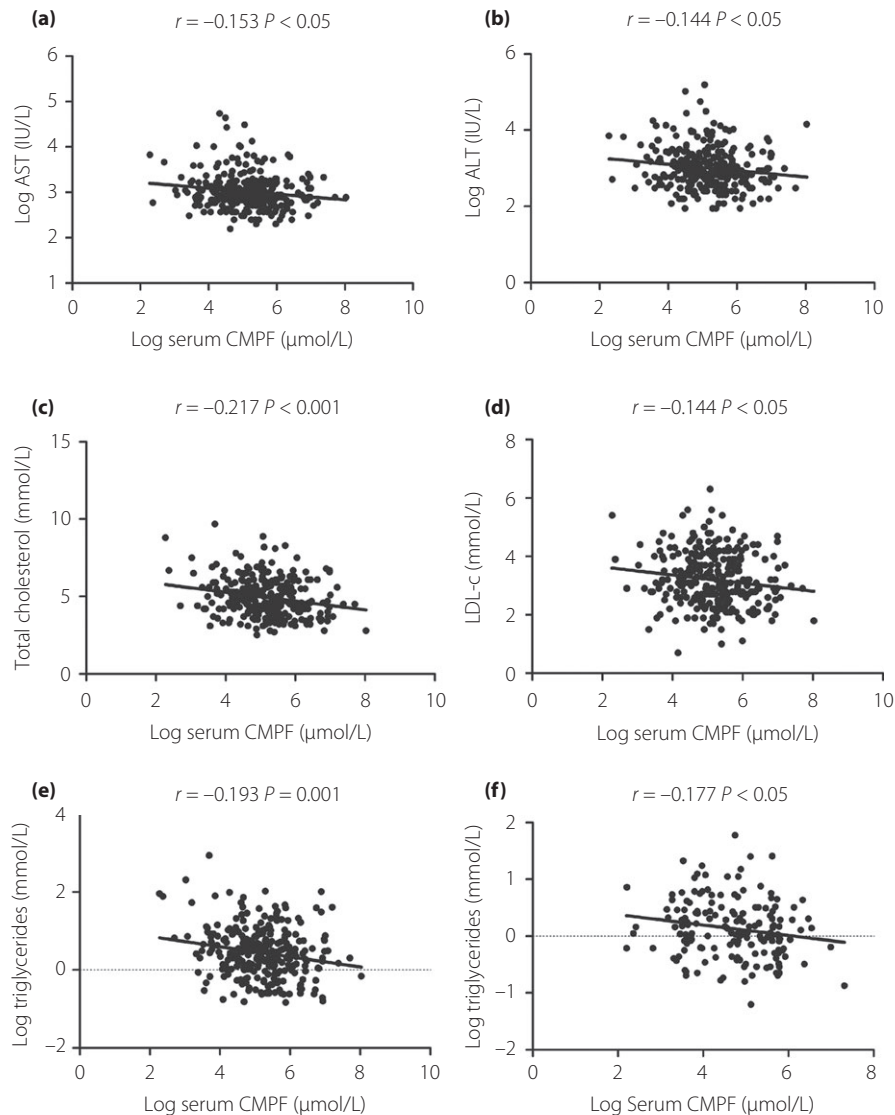 (a)
r = –0.153 P < 0.05
6
5
4
3
2
1
Log AST (IU/L)
0 2 4 6 8 10
Log serum CMPF (μmol/L)
(b)
r = –0.144 P < 0.05
6
4
2
0
Log ALT (IU/L)
0 2 4 6 8 10
Log serum CMPF (μmol/L)
(c)
r = –0.217 P < 0.001
15
10
5
0
Total cholesterol (mmol/L)
0 2 4 6 8 10
Log serum CMPF (μmol/L)
(d)
r = –0.144 P < 0.05
8
6
4
2
0
LDL-c (mmol/L)
0 2 4 6 8 10
Log serum CMPF (μmol/L)
(e)
r = –0.193 P = 0.001
4
2
0
–2
Log triglycerides (mmol/L)
0 2 4 6 8 10
Log serum CMPF (μmol/L)
(f)
r = –0.177 P < 0.05
2
1
0
–1
–2
Log triglycerides (mmol/L)
0 2 4 6 8
Log Serum CMPF (μmol/L)